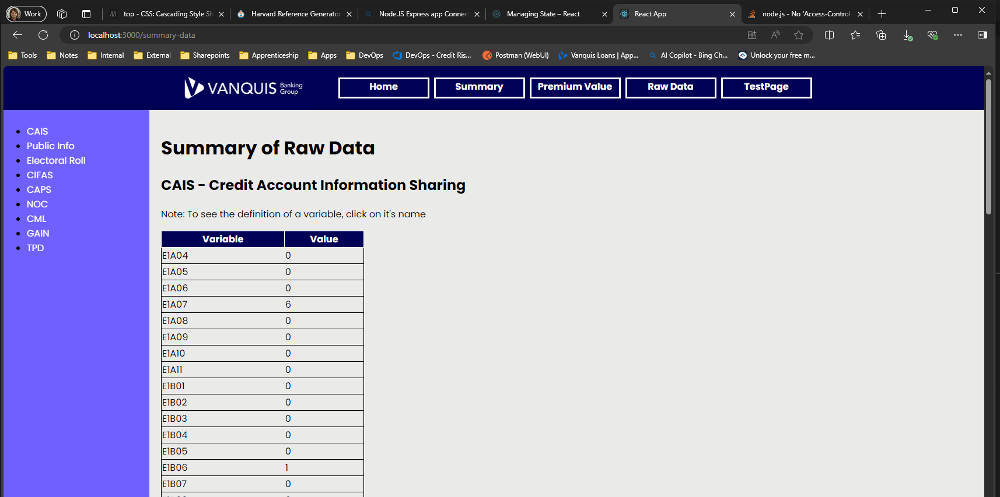 Work
top - CSS: Cascading Style Sh
Harvard Reference Generator
Node.JS Express app Connec
Managing State – React
React App
node.js - No 'Access-Control-
localhost:3000/summary-data
Tools
Notes
Internal
External
Sharepoints
Apprenticeship
Apps
DevOps
DevOps - Credit Ris...
Postman (WebUI)
Vanquis Loans | App...
AI Copilot - Bing Ch...
Unlock your free m...
VANQUIS Banking Group
Home
Summary
Premium Value
Raw Data
TestPage
CAIS
Public Info
Electoral Roll
CIFAS
CAPS
NOC
CML
GAIN
TPD
Summary of Raw Data
CAIS - Credit Account Information Sharing
Note: To see the definition of a variable, click on it's name
Variable Value
E1A04 0
E1A05 0
E1A06 0
E1A07 6
E1A08 0
E1A09 0
E1A10 0
E1A11 0
E1B01 0
E1B02 0
E1B03 0
E1B04 0
E1B05 0
E1B06 1
E1B07 0